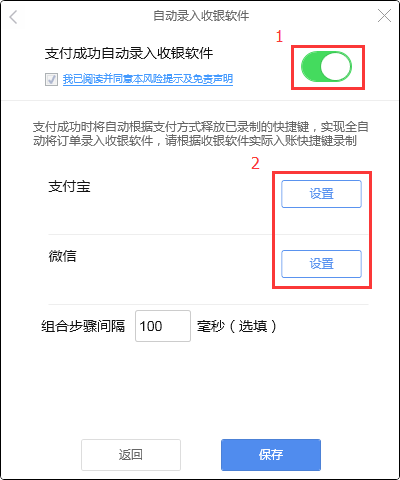 自动录入收银软件
1
支付成功自动录入收银软件
我已阅读并同意本风险提示及免责声明
支付成功时将自动根据支付方式释放已录制的快捷键，实现全自
动将订单录入收银软件，请根据收银软件实际入账快捷键录制
2
支付宝 设置
微信 设置
组合步骤间隔 100 毫秒（选填）
返回 保存